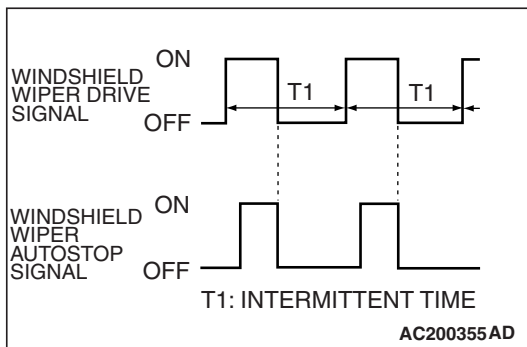 ON
WINDSHIELD
WIPER DRIVE
SIGNAL
T1
T1
OFF
ON
WINDSHIELD
WIPER
AUTOSTOP
SIGNAL
OFF
T1: INTERMITTENT TIME
AC200355AD